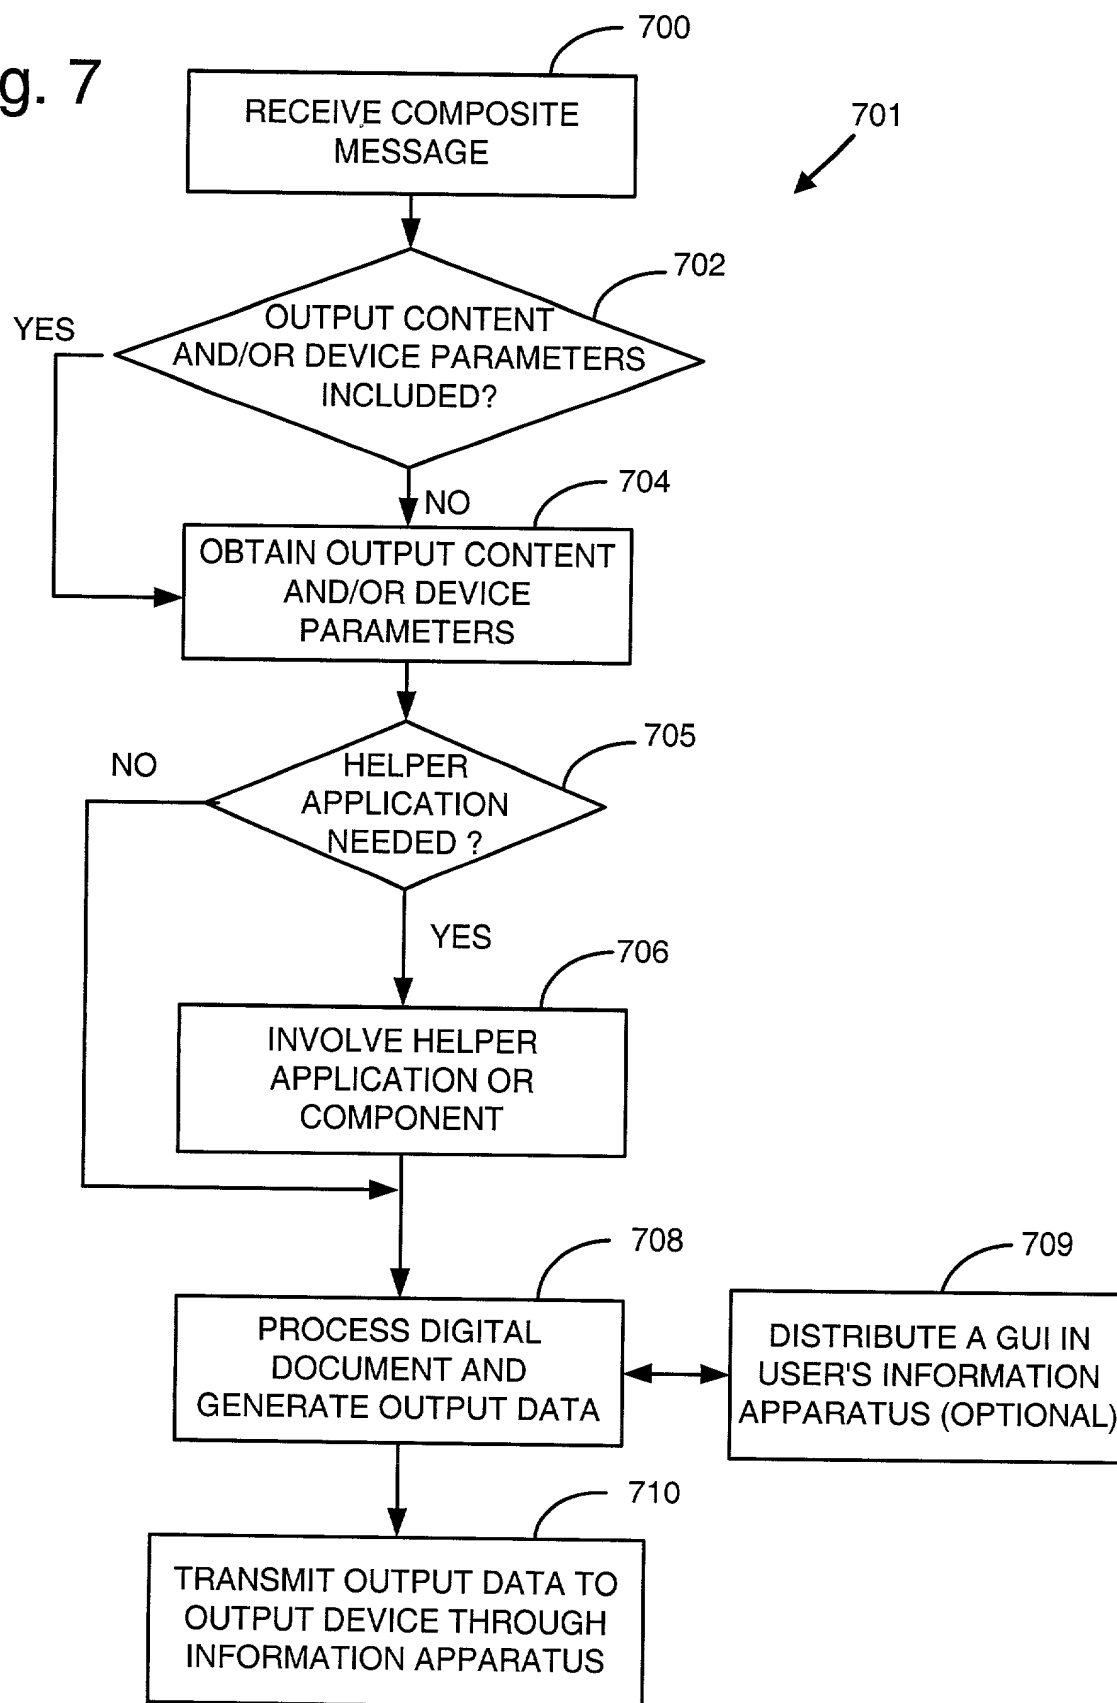 g. 7
700
RECEIVE COMPOSITE
MESSAGE
701
702
YES
OUTPUT CONTENT
AND/OR DEVICE PARAMETERS
INCLUDED?
NO
704
OBTAIN OUTPUT CONTENT
AND/OR DEVICE
PARAMETERS
705
NO
HELPER
APPLICATION
NEEDED ?
YES
706
INVOLVE HELPER
APPLICATION OR
COMPONENT
708
709
PROCESS DIGITAL
DOCUMENT AND
GENERATE OUTPUT DATA
DISTRIBUTE A GUI IN
USER'S INFORMATION
APPARATUS (OPTIONAL)
710
TRANSMIT OUTPUT DATA TO
OUTPUT DEVICE THROUGH
INFORMATION APPARATUS